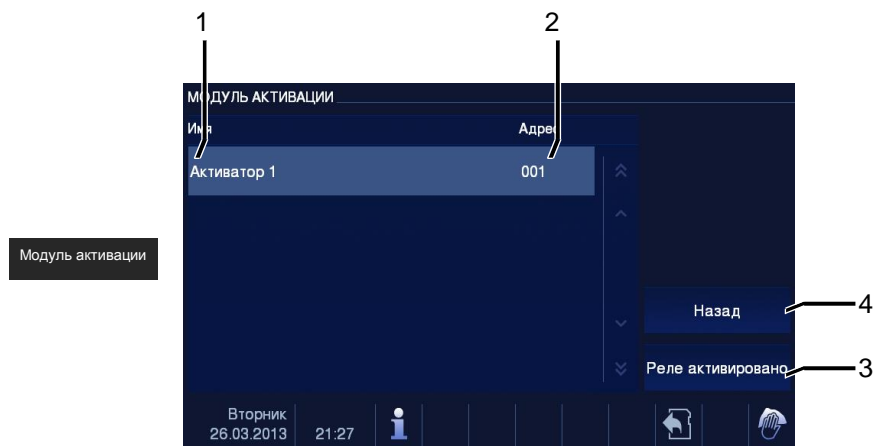 1 2
МОДУЛЬ АКТИВАЦИИ
Имя Адрес
Активатор 1 001
Модуль активации
Назад 4
Реле активировано 3
Вторник
26.03.2013 21:27